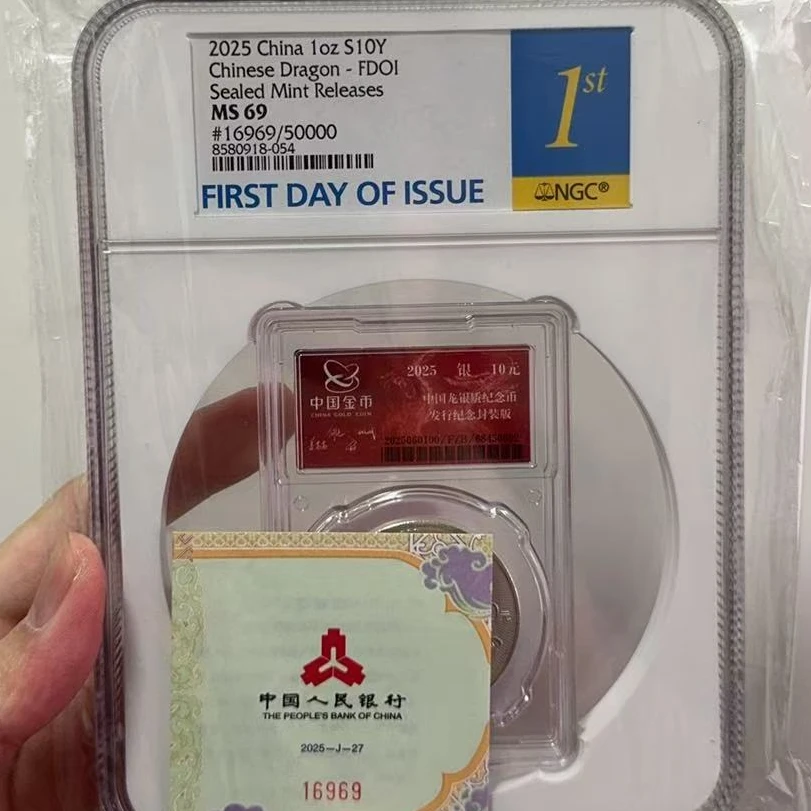 2025 China 1oz S10Y
Chinese Dragon - FDOI
Sealed Mint Releases
MS 69
#16969/50000
8580918-054
FIRST DAY OF ISSUE
1st
NGC®
2025 银 10元
中国金币
CHINA GOLD COIN
中国龙银质纪念币
发行纪念封装版
中国人民银行
THE PEOPLE'S BANK OF CHINA
2025-J-27
16969